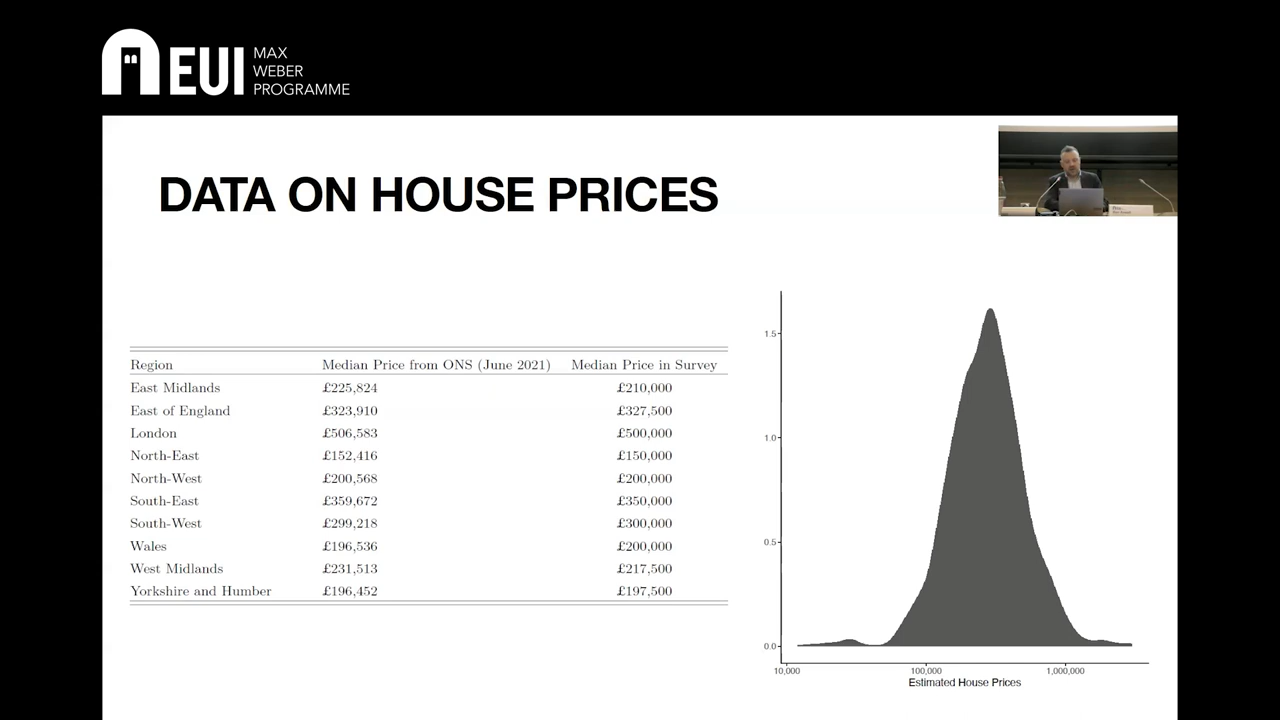 EUI
MAX
WEBER
PROGRAMME
DATA ON HOUSE PRICES
Region Median Price from ONS (June 2021) Median Price in Survey
East Midlands £225,824 £210,000
East of England £323,910 £327,500
London £506,583 £500,000
North-East £152,416 £150,000
North-West £200,568 £200,000
South-East £359,672 £350,000
South-West £299,218 £300,000
Wales £196,536 £200,000
West Midlands £231,513 £217,500
Yorkshire and Humber £196,452 £197,500
1.5
1.0
0.5
0.0
10,000 100,000 1,000,000
Estimated House Prices